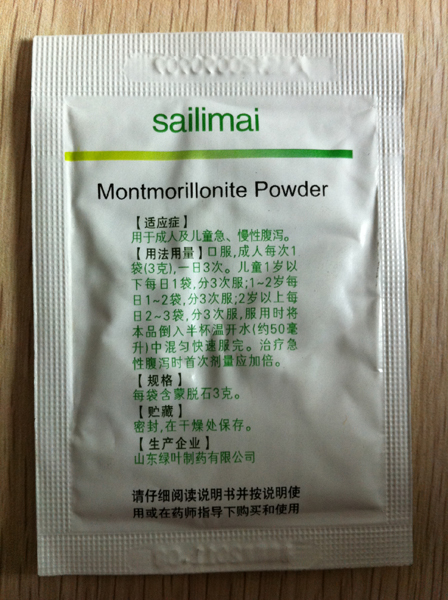 sailimai
Montmorillonite Powder
【适应症】
用于成人及儿童急、慢性腹泻。
【用法用量】口服,成人每次1
袋(3克),一日3次。儿童1岁以
下每日1袋,分3次服;1~2岁每
日1~2袋,分3次服;2岁以上每
日2~3袋,分3次服,服用时将
本品倒入半杯温开水(约50毫
升)中混匀快速服完。治疗急
性腹泻时首次剂量应加倍。
【规格】
每袋含蒙脱石3克。
【贮藏】
密封,在干燥处保存。
【生产企业】
山东绿叶制药有限公司
请仔细阅读说明书并按说明使
用或在药师指导下购买和使用